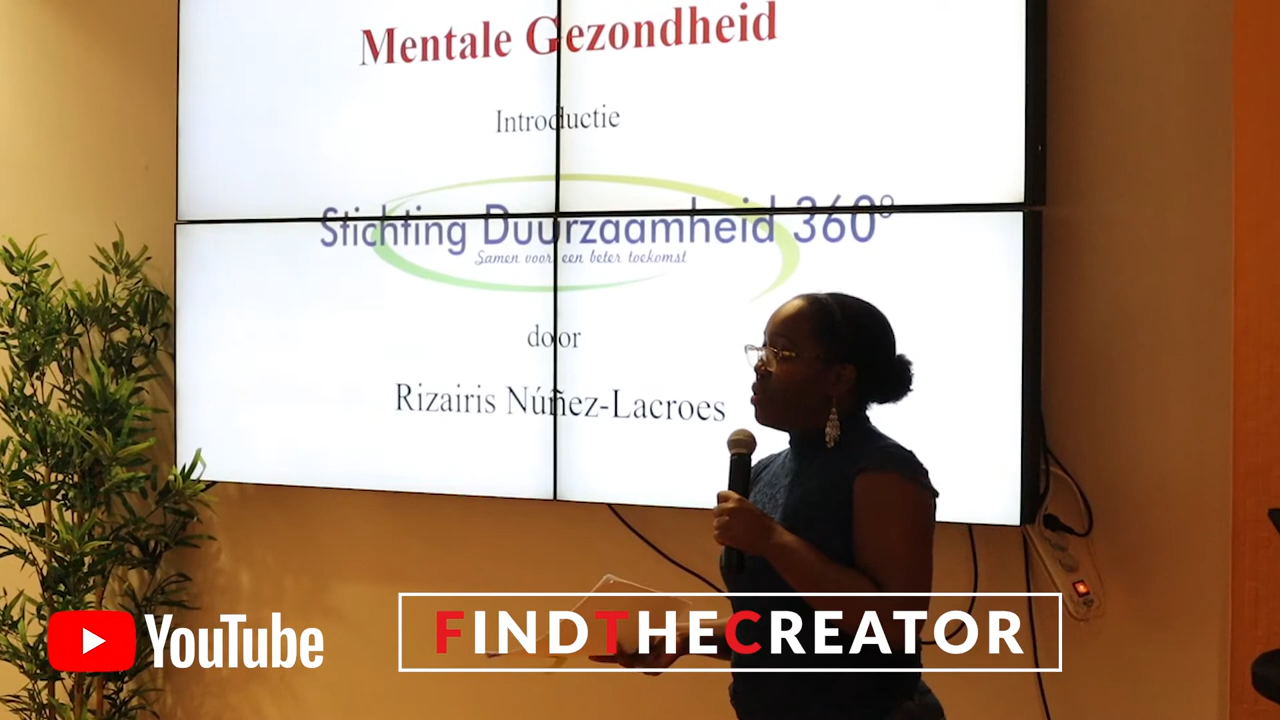 Mentale Gezondheid
Introductie
Stichting Duurzaamheid 360°
Samen voor een beter toekomst
door
Rizairis Núñez-Lacroes
YouTube
FINDTHECREATOR